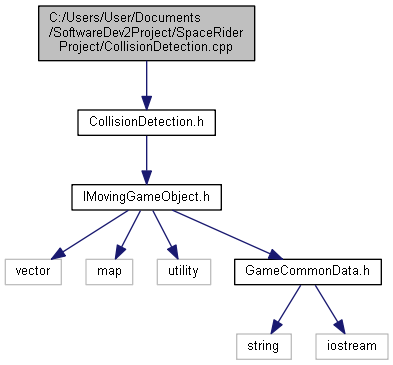 C:/Users/User/Documents
/SoftwareDev2Project/SpaceRider
Project/CollisionDetection.cpp
CollisionDetection.h
IMovingGameObject.h
vector
map
utility
GameCommonData.h
string
iostream